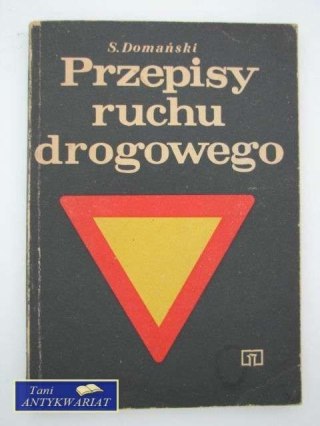 S. Domański
Przepisy
ruchu
drogowego
Tani
ANTYKWARIAT